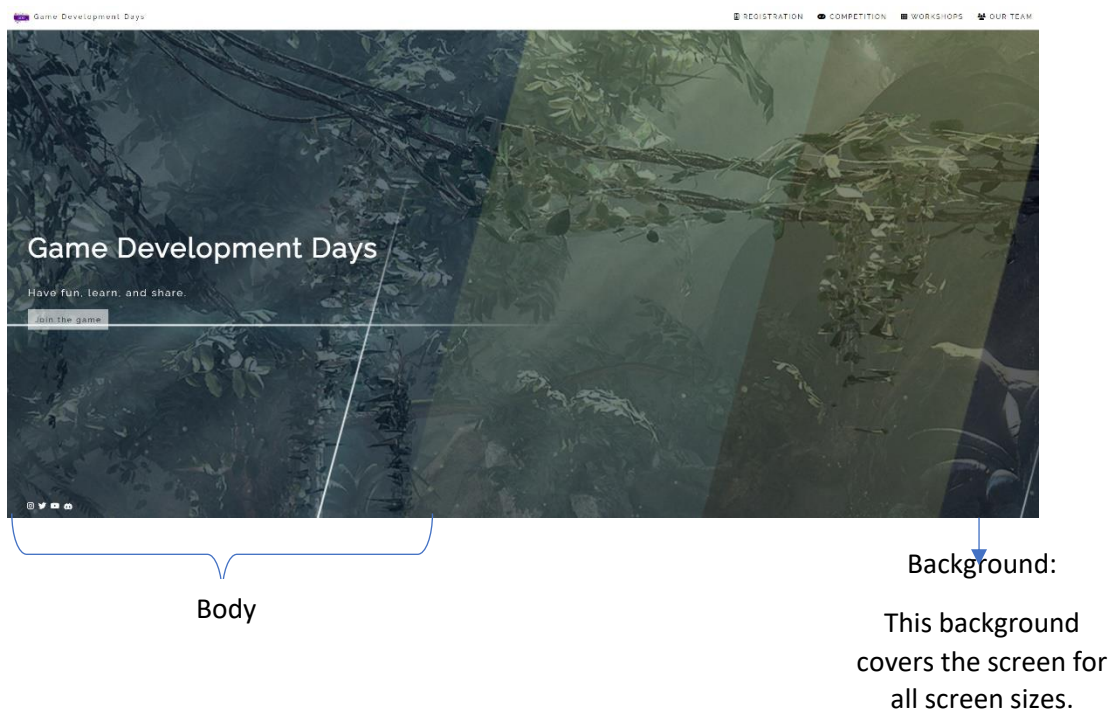 Game Development Days
REGISTRATION COMPETITION WORKSHOPS OUR TEAM
Game Development Days
Have fun, learn, and share.
Join the game
Body
Background:
This background
covers the screen for
all screen sizes.